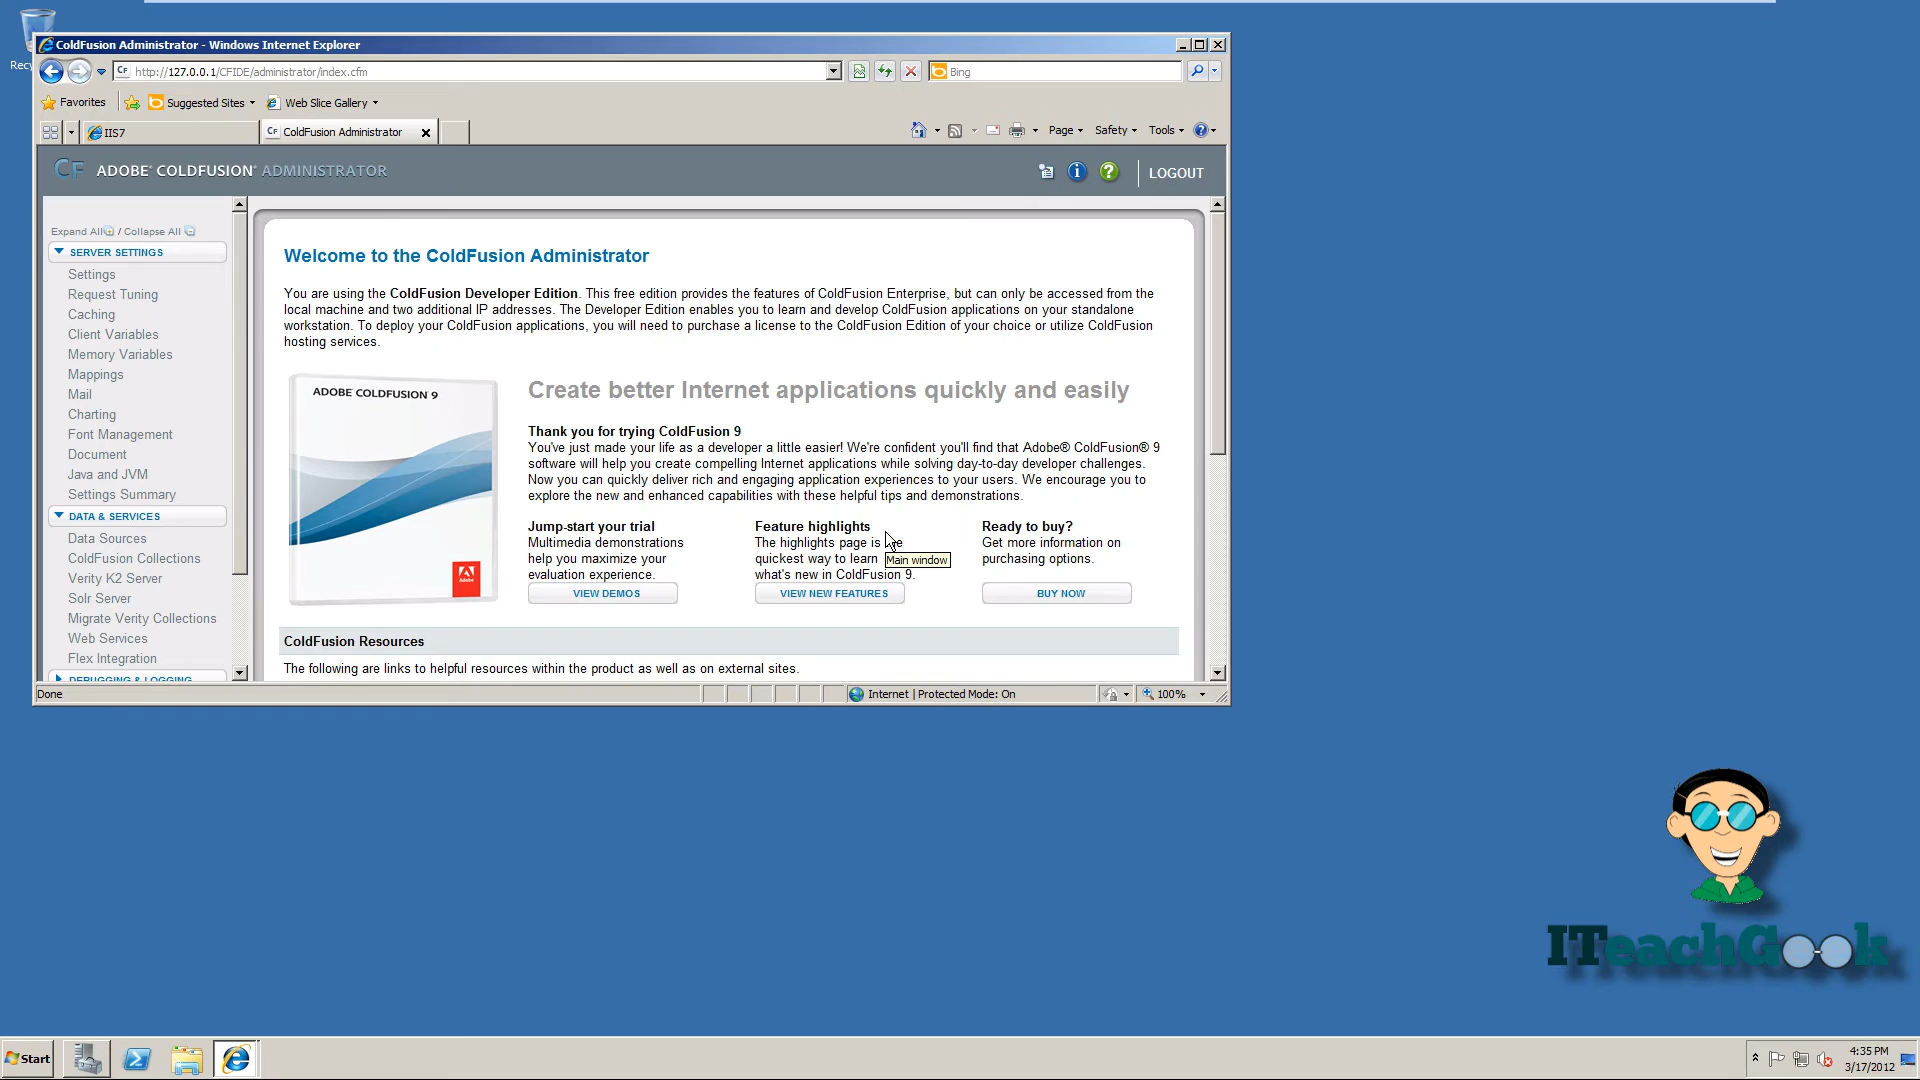 Recy
ColdFusion Administrator - Windows Internet Explorer
http://127.0.0.1/CFIDE/administrator/index.cfm
Bing
Favorites
Suggested Sites
Web Slice Gallery
IIS7
ColdFusion Administrator
Page
Safety
Tools
CF ADOBE® COLDFUSION® ADMINISTRATOR
LOGOUT
Expand All / Collapse All
SERVER SETTINGS
Settings
Request Tuning
Caching
Client Variables
Memory Variables
Mappings
Mail
Charting
Font Management
Document
Java and JVM
Settings Summary
DATA & SERVICES
Data Sources
ColdFusion Collections
Verity K2 Server
Solr Server
Migrate Verity Collections
Web Services
Flex Integration
DEBUGGING & LOGGING
Welcome to the ColdFusion Administrator
You are using the ColdFusion Developer Edition. This free edition provides the features of ColdFusion Enterprise, but can only be accessed from the
local machine and two additional IP addresses. The Developer Edition enables you to learn and develop ColdFusion applications on your standalone
workstation. To deploy your ColdFusion applications, you will need to purchase a license to the ColdFusion Edition of your choice or utilize ColdFusion
hosting services.
ADOBE COLDFUSION 9
Adobe
Create better Internet applications quickly and easily
Thank you for trying ColdFusion 9
You've just made your life as a developer a little easier! We're confident you'll find that Adobe® ColdFusion® 9
software will help you create compelling Internet applications while solving day-to-day developer challenges.
Now you can quickly deliver rich and engaging application experiences to your users. We encourage you to
explore the new and enhanced capabilities with these helpful tips and demonstrations.
Jump-start your trial
Multimedia demonstrations
help you maximize your
evaluation experience.
VIEW DEMOS
Feature highlights
The highlights page is
quickest way to learn
what's new in ColdFusion 9.
VIEW NEW FEATURES
Main window
Ready to buy?
Get more information on
purchasing options.
BUY NOW
ColdFusion Resources
The following are links to helpful resources within the product as well as on external sites.
Done
Internet | Protected Mode: On
100%
ITeachGook
Start
4:35 PM
3/17/2012